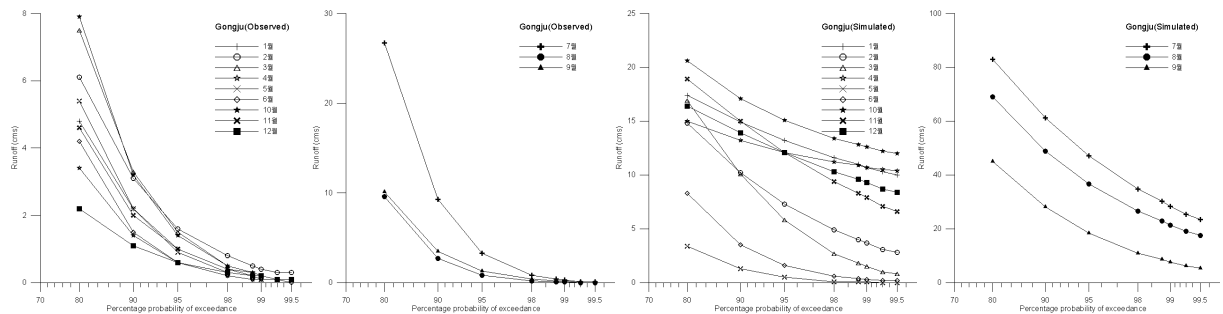 Gongju(Observed)
1월
2월
3월
4월
5월
6월
10월
11월
12월
8
6
4
2
0
Runoff (cms)
70 80 90 95 98 99 99.5
Percentage probability of exceedance
Gongju(Observed)
7월
8월
9월
30
20
10
0
Runoff (cms)
70 80 90 95 98 99 99.5
Percentage probability of exceedance
Gongju(Simulated)
1월
2월
3월
4월
5월
6월
10월
11월
12월
25
20
15
10
5
0
Runoff (cms)
70 80 90 95 98 99 99.5
Percentage probability of exceedance
Gongju(Simulated)
7월
8월
9월
100
80
60
40
20
0
Runoff (cms)
70 80 90 95 98 99 99.5
Percentage probability of exceedance